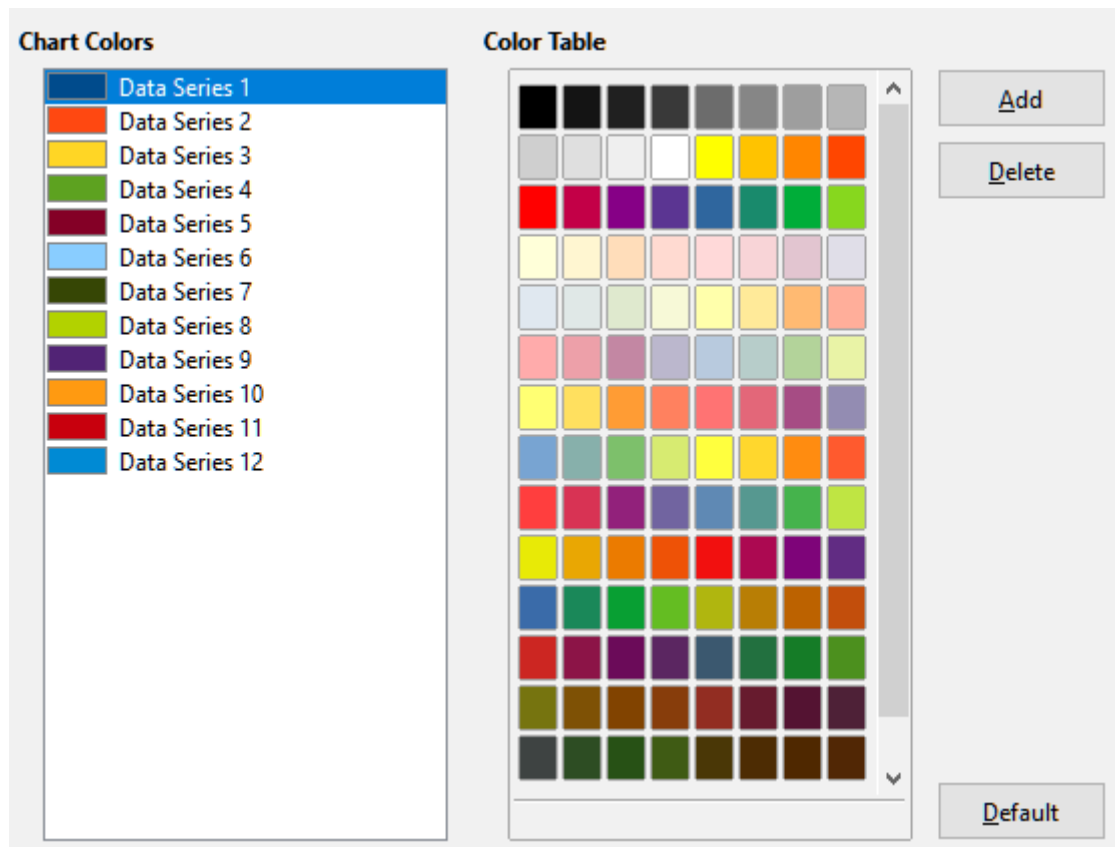 Chart Colors
Data Series 1
Data Series 2
Data Series 3
Data Series 4
Data Series 5
Data Series 6
Data Series 7
Data Series 8
Data Series 9
Data Series 10
Data Series 11
Data Series 12
Color Table
Add
Delete
Default